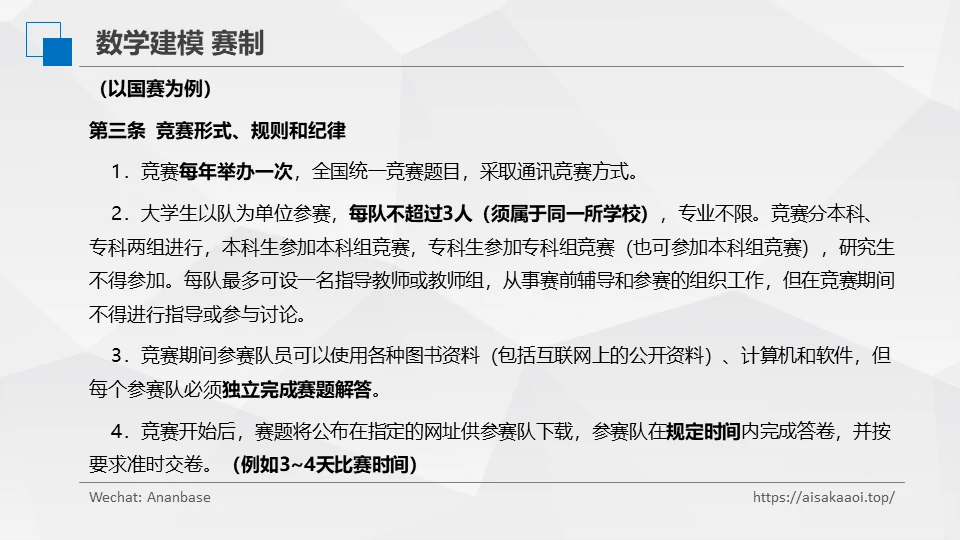 数学建模 赛制
（以国赛为例）
第三条 竞赛形式、规则和纪律
1．竞赛每年举办一次，全国统一竞赛题目，采取通讯竞赛方式。
2．大学生以队为单位参赛，每队不超过3人（须属于同一所学校），专业不限。竞赛分本科、
专科两组进行，本科生参加本科组竞赛，专科生参加专科组竞赛（也可参加本科组竞赛），研究生
不得参加。每队最多可设一名指导教师或教师组，从事赛前辅导和参赛的组织工作，但在竞赛期间
不得进行指导或参与讨论。
3．竞赛期间参赛队员可以使用各种图书资料（包括互联网上的公开资料）、计算机和软件，但
每个参赛队必须独立完成赛题解答。
4．竞赛开始后，赛题将公布在指定的网址供参赛队下载，参赛队在规定时间内完成答卷，并按
要求准时交卷。（例如3~4天比赛时间）
Wechat: Ananbase
https://aisakaaoi.top/